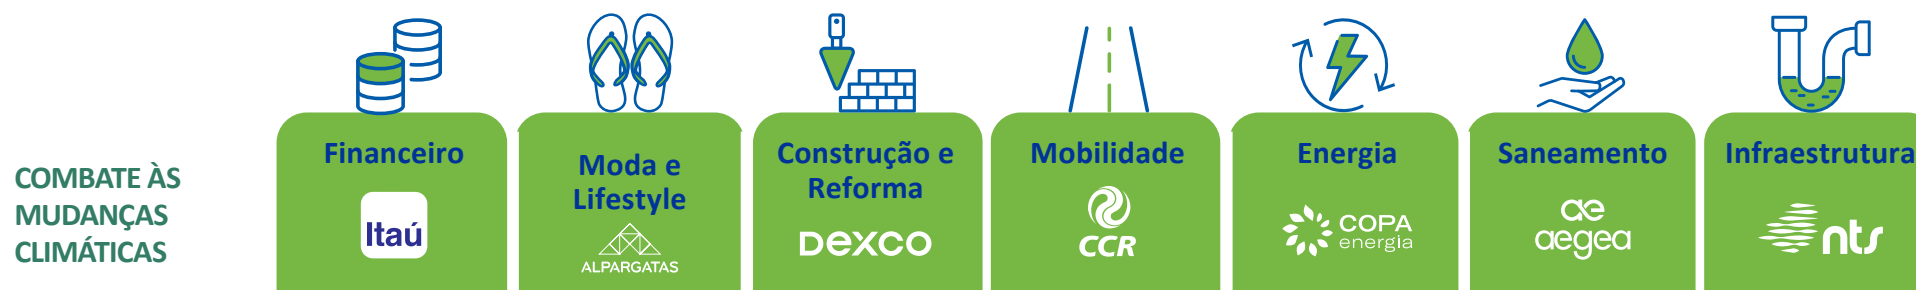 COMBATE ÀS
MUDANÇAS
CLIMÁTICAS
Financeiro
Itaú
Moda e
Lifestyle
ALPARGATAS
Construção e
Reforma
Dexco
Mobilidade
CCR
Energia
COPA
energia
Saneamento
ae
aegea
Infraestrutura
nts